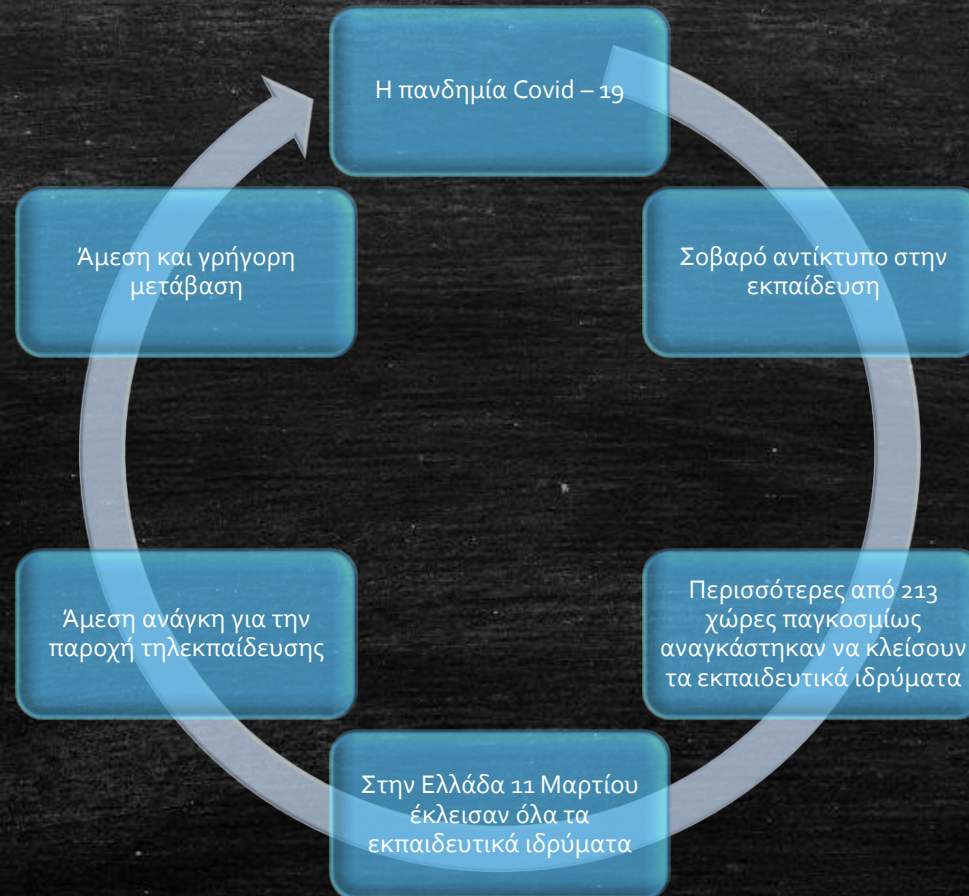 Η πανδημία Covid – 19
Σοβαρό αντίκτυπο στην
εκπαίδευση
Περισσότερες από 213
χώρες παγκοσμίως
αναγκάστηκαν να κλείσουν
τα εκπαιδευτικά ιδρύματα
Στην Ελλάδα 11 Μαρτίου
έκλεισαν όλα τα
εκπαιδευτικά ιδρύματα
Άμεση ανάγκη για την
παροχή τηλεκπαίδευσης
Άμεση και γρήγορη
μετάβαση